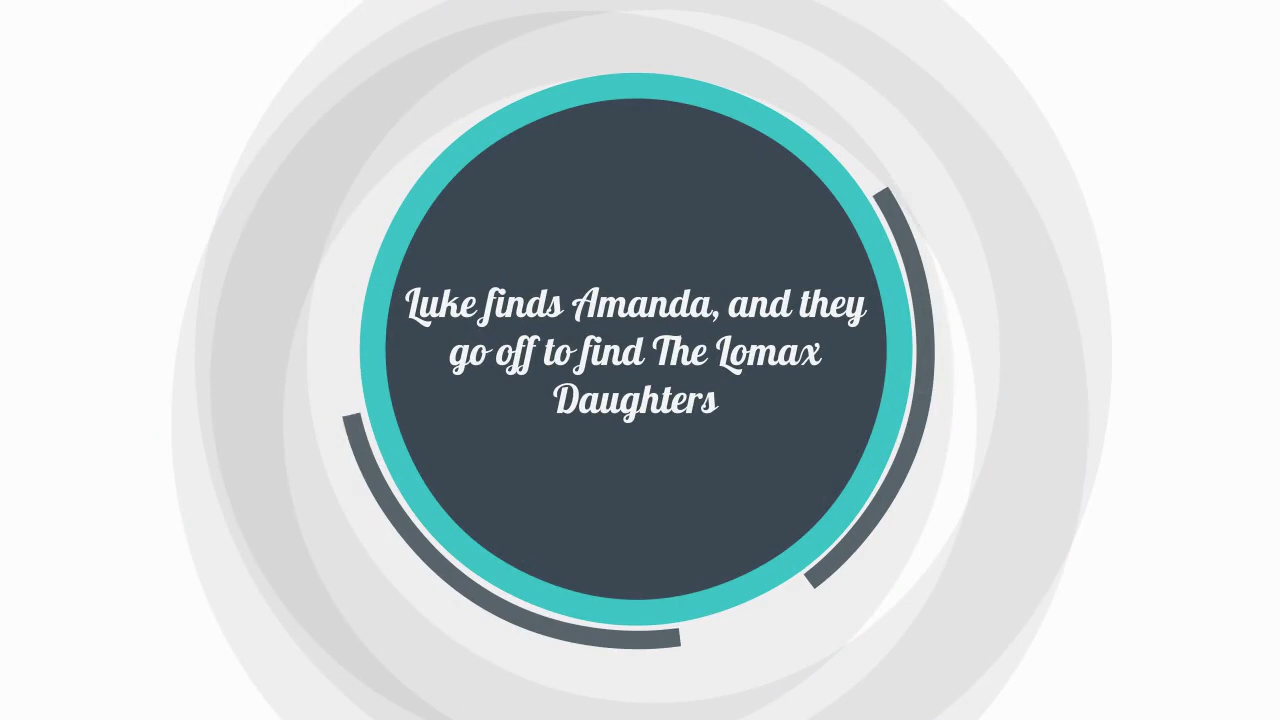 Luke finds Amanda, and they
go off to find The Lomax
Daughters